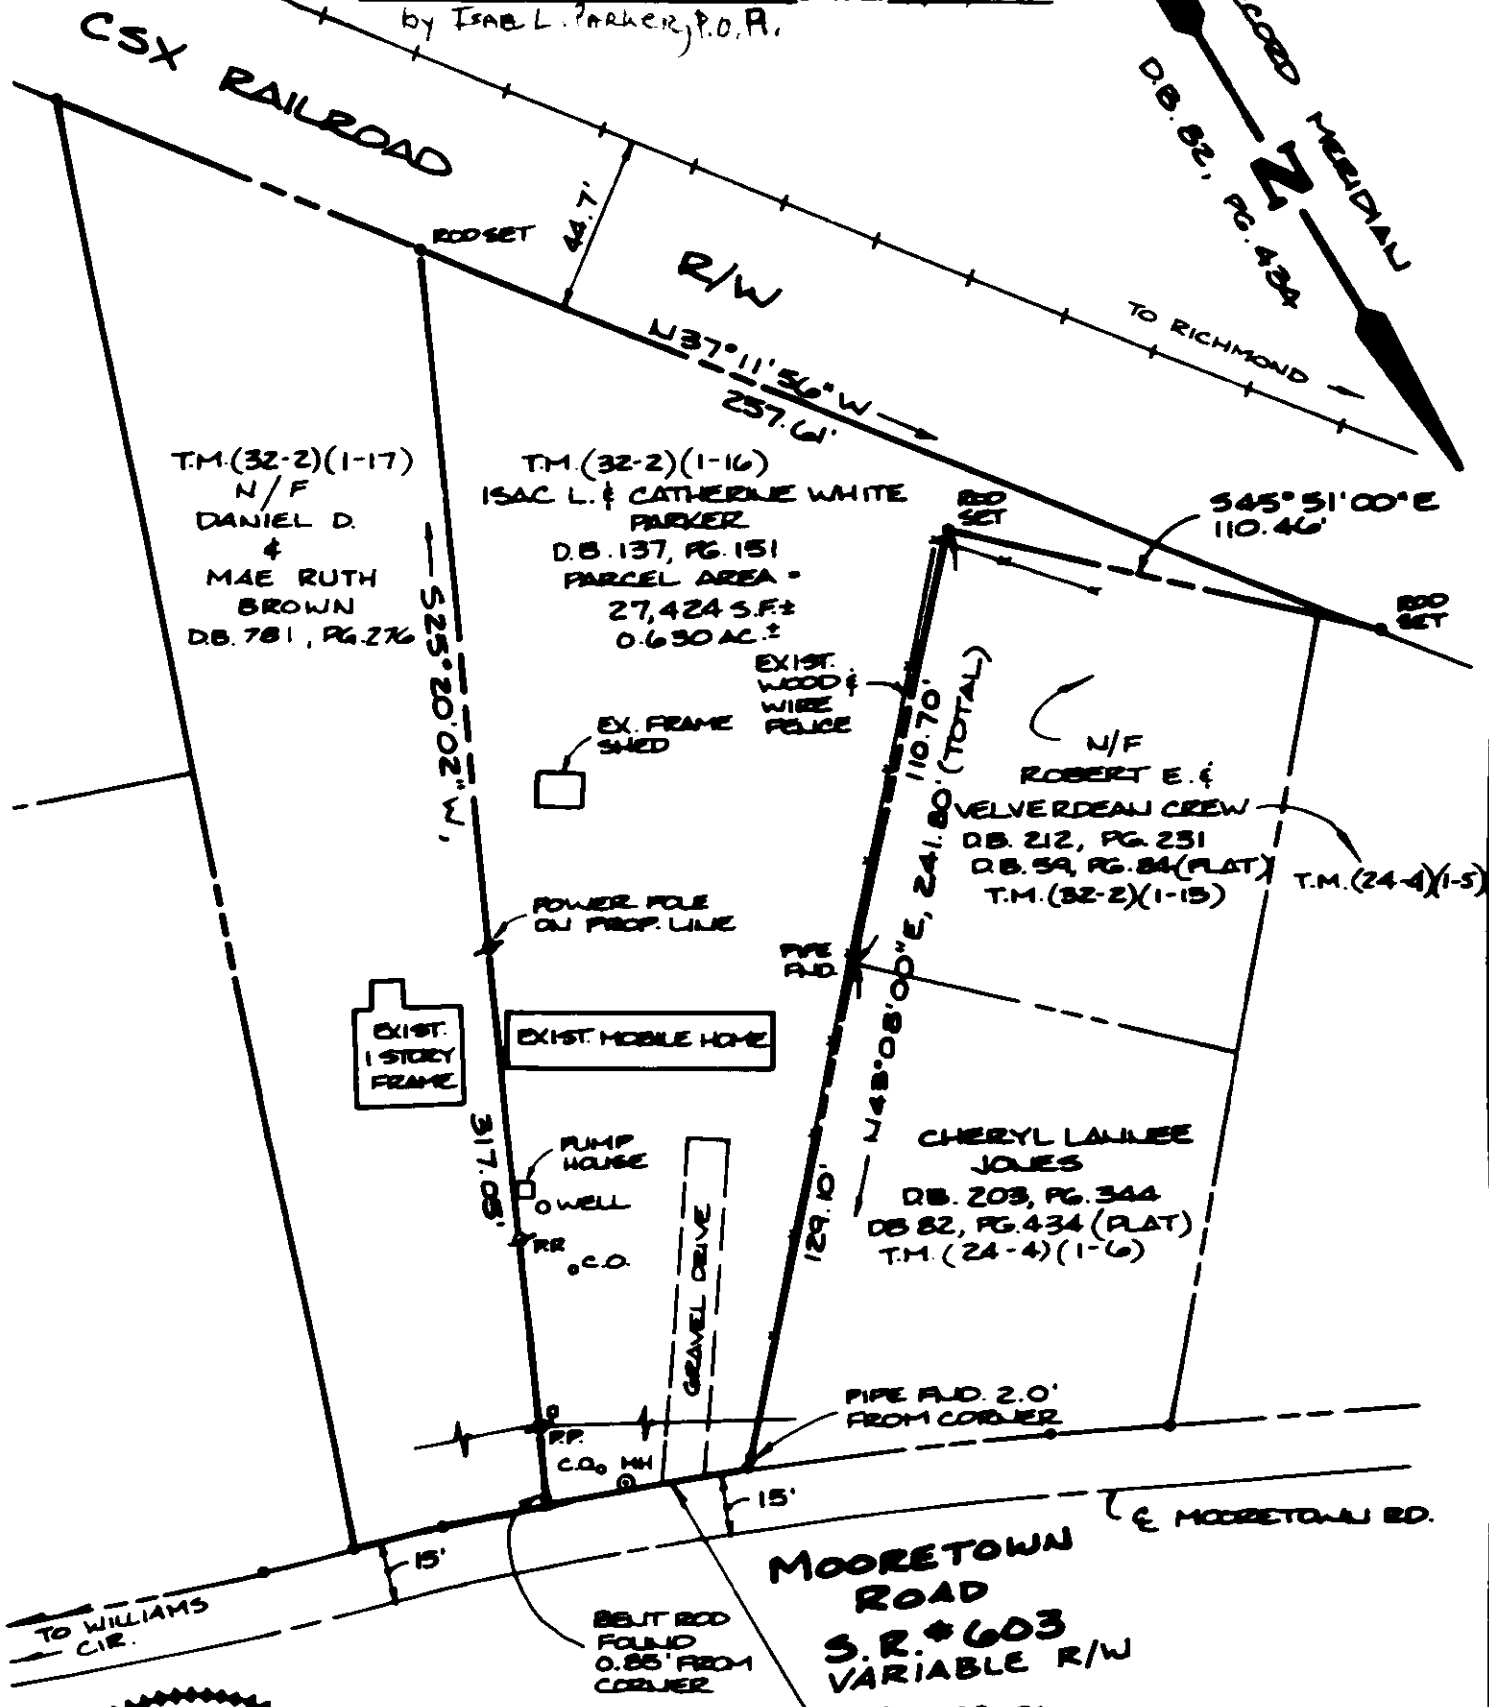 by ISAE L. PARKER, P.O.A.
CSX RAILROAD
MERIDIAN
D.B. 82, PG. 434
N
44.7'
R/W
ROD SET
TO RICHMOND
N37°11'56"W
257.61'
T.M.(32-2)(1-17)
N/F
DANIEL D.
&
MAE RUTH
BROWN
D.B. 781, PG.276
T.M.(32-2)(1-16)
ISAC L. & CATHERINE WHITE
PARKER
D.B. 137, PG. 151
PARCEL AREA =
27,424 S.F.±
0.630 AC.±
ROD
SET
S45°51'00"E
110.46'
ROD
SET
S25°20'02"W,
317.05'
EXIST.
WOOD &
WIRE
FENCE
EX. FRAME
SHED
110.70'
N43°08'00"E, 241.80' (TOTAL)
N/F
ROBERT E. &
VELVERDEAN CREW
D.B. 212, PG. 231
D.B. 59, PG. 84 (PLAT)
T.M. (32-2)(1-15)
T.M. (24-4)(1-5)
POWER POLE
ON PROP. LINE
PIPE
FND.
EXIST.
1 STORY
FRAME
EXIST. MOBILE HOME
PUMP
HOUSE
WELL
P.P.
C.O.
GRAVEL DRIVE
129.10'
CHERYL LANNEE
JONES
D.B. 203, PG. 344
DB 82, PG. 434 (PLAT)
T.M. (24-4)(1-6)
PIPE FND. 2.0'
FROM CORNER
P.P.
C.O. MH
15'
15'
℄ MOORETOWN RD.
MOORETOWN
ROAD
S.R. # 603
VARIABLE R/W
TO WILLIAMS
CIR.
BENT ROD
FOUND
0.85' FROM
CORNER